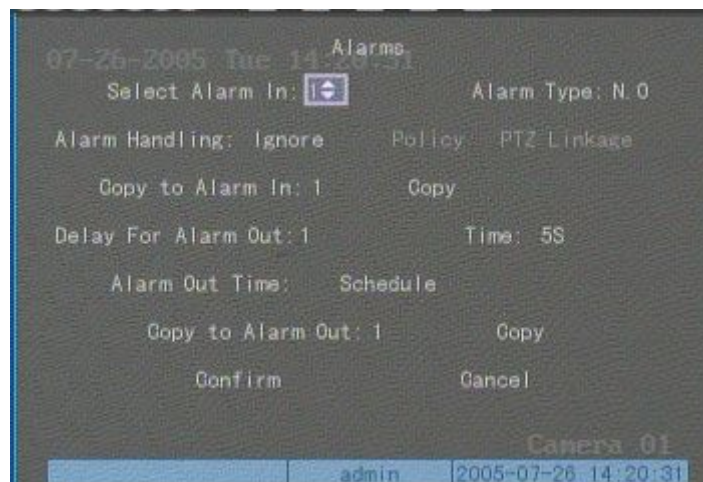 Alarms
07-26-2005 Tue 14:20:31
Select Alarm In: 1 Alarm Type: N.O
Alarm Handling: Ignore Policy PTZ Linkage
Copy to Alarm In: 1 Copy
Delay For Alarm Out: 1 Time: 5S
Alarm Out Time: Schedule
Copy to Alarm Out: 1 Copy
Confirm Cancel
Camera 01
admin 2005-07-26 14:20:31